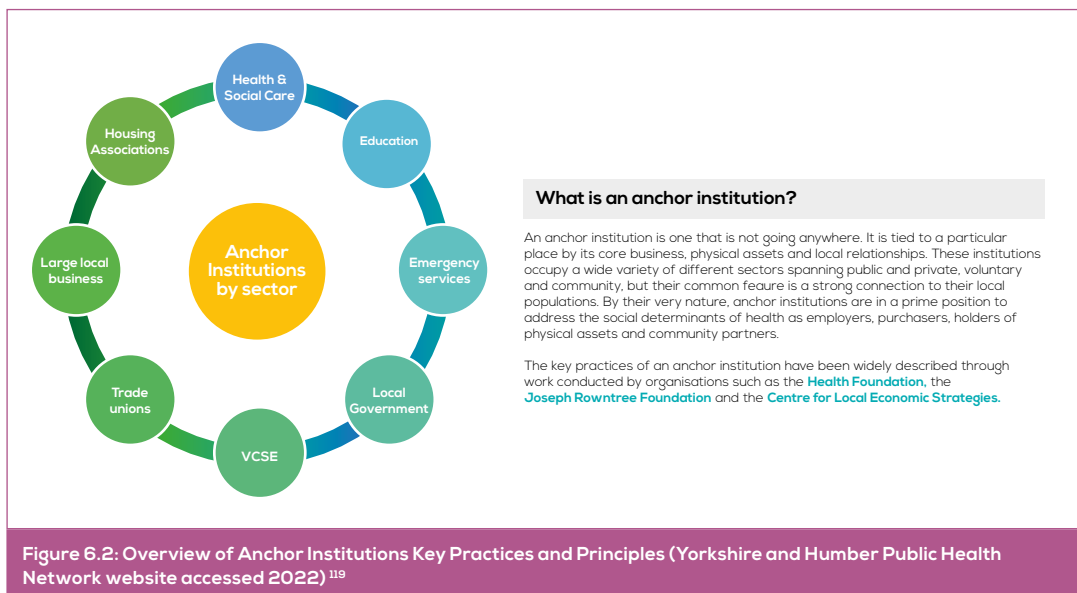 Health &
Social Care
Education
Emergency
services
Local
Government
VCSE
Trade
unions
Large local
business
Housing
Associations
Anchor
Institutions
by sector
What is an anchor institution?
An anchor institution is one that is not going anywhere. It is tied to a particular
place by its core business, physical assets and local relationships. These institutions
occupy a wide variety of different sectors spanning public and private, voluntary
and community, but their common feaure is a strong connection to their local
populations. By their very nature, anchor institutions are in a prime position to
address the social determinants of health as employers, purchasers, holders of
physical assets and community partners.
The key practices of an anchor institution have been widely described through
work conducted by organisations such as the Health Foundation, the
Joseph Rowntree Foundation and the Centre for Local Economic Strategies.
Figure 6.2: Overview of Anchor Institutions Key Practices and Principles (Yorkshire and Humber Public Health
Network website accessed 2022) 119